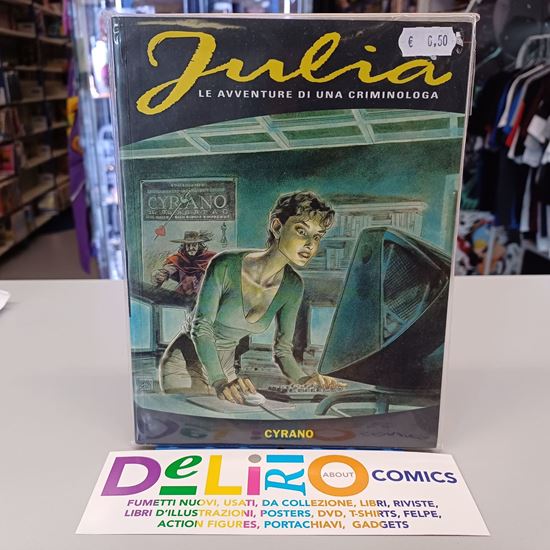 Julia
€ 6,50
LE AVVENTURE DI UNA CRIMINOLOGA
CYRANO
CYRANO
DeLiRiO ABOUT COMICS
FUMETTI NUOVI, USATI, DA COLLEZIONE, LIBRI, RIVISTE,
LIBRI D'ILLUSTRAZIONI, POSTERS, DVD, T-SHIRTS, FELPE,
ACTION FIGURES, PORTACHIAVI, GADGETS